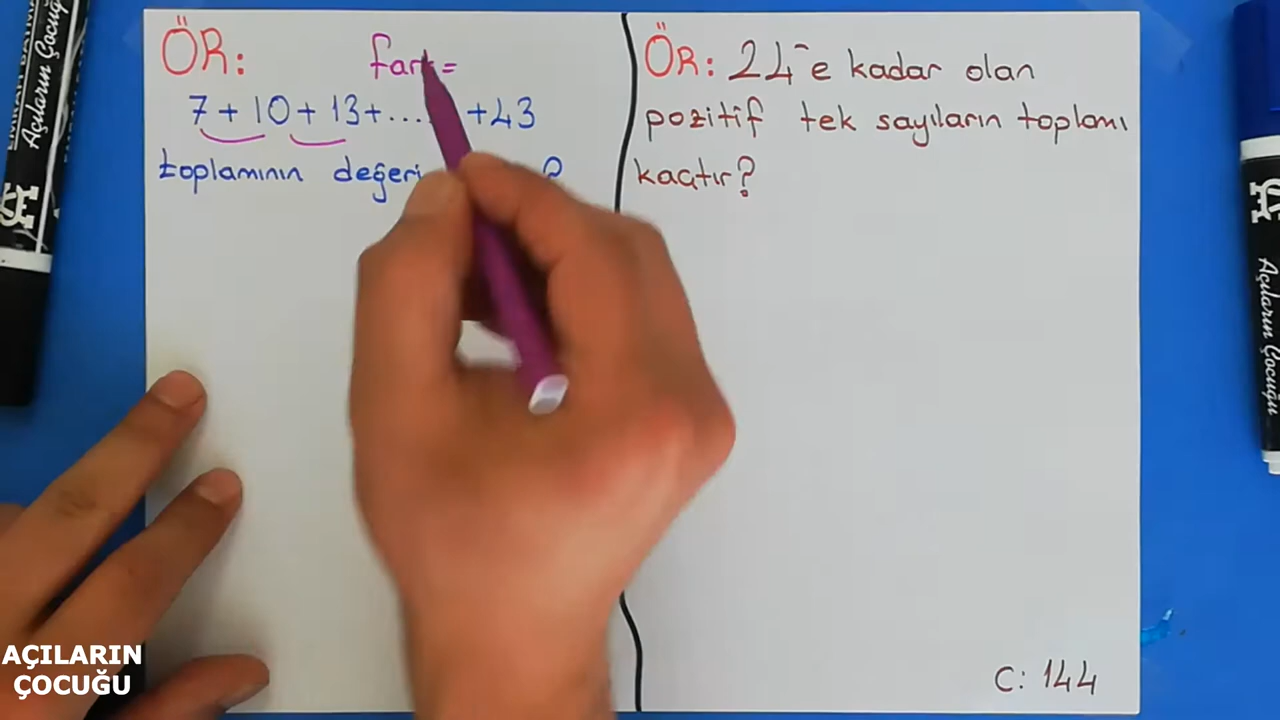 ÖR:
fark=
7 + 10 + 13 + .... +43
toplamının değeri ?
ÖR: 24'e kadar olan
pozitif tek sayıların toplamı
kaçtır?
C: 144
Açıların Çocuğu
Açıların Çocuğu
AÇILARIN
ÇOCUĞU